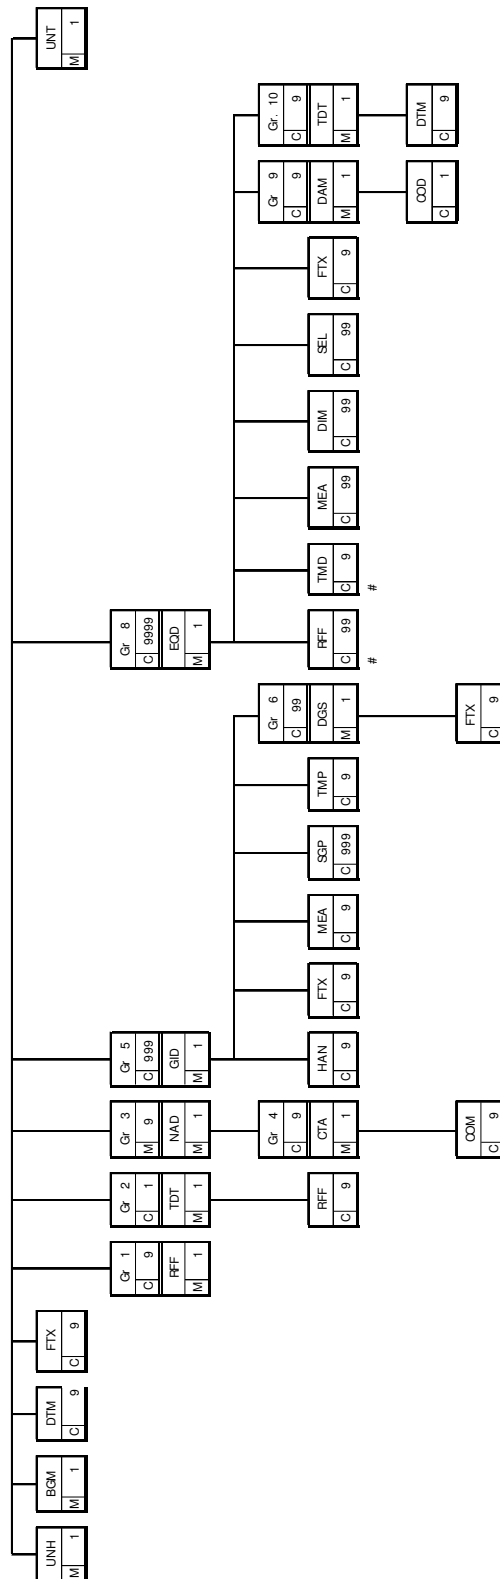 UNH
M 1
BGM
M 1
DTM
C 9
FTX
C 9
Gr 1
C 9
RFF
M 1
Gr 2
C 1
TDT
M 1
RFF
C 9
Gr 3
M 9
NAD
M 1
Gr 4
C 9
CTA
M 1
COM
C 9
Gr 5
C 999
GID
M 1
HAN
C 9
FTX
C 9
MEA
C 9
SGP
C 999
TMP
C 9
Gr 6
C 99
DGS
M 1
FTX
C 9
Gr 8
C 9999
EQD
M 1
RFF
C 99
#
TMD
C 9
#
MEA
C 99
DIM
C 99
SEL
C 99
FTX
C 9
Gr 9
C 9
DAM
M 1
COD
C 1
Gr. 10
C 9
TDT
M 1
DTM
C 9
UNT
M 1